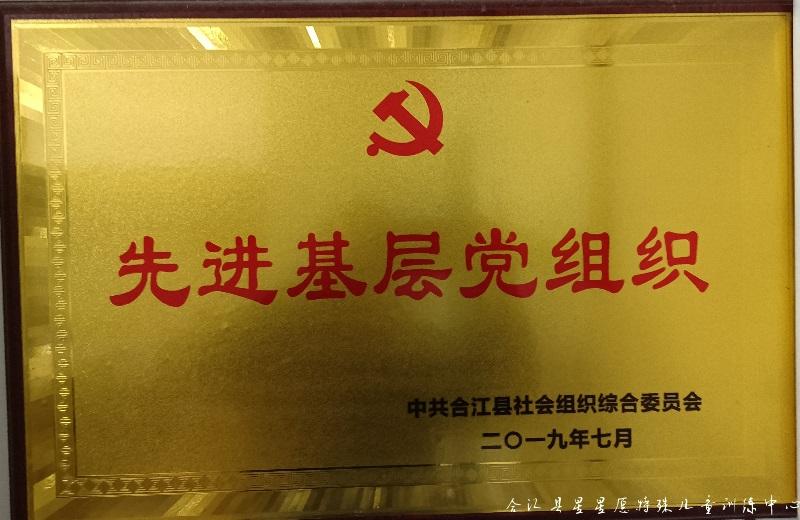 先进基层党组织
中共合江县社会组织综合委员会
二〇一九年七月
合江县星星愿特殊儿童训练中心